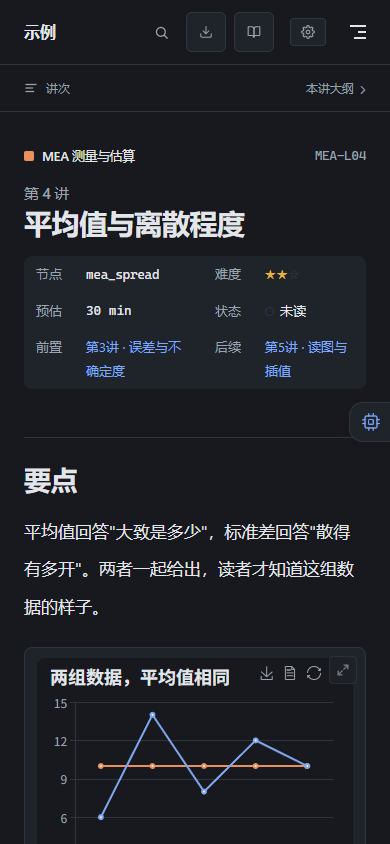 示例
讲次
本讲大纲
MEA 测量与估算
MEA-L04
第 4 讲
平均值与离散程度
节点 mea_spread 难度 ★★☆
预估 30 min 状态 未读
前置 第3讲 · 误差与不确定度 后续 第5讲 · 读图与插值
要点
平均值回答"大致是多少"，标准差回答"散得
有多开"。两者一起给出，读者才知道这组数
据的样子。
两组数据，平均值相同
15
12
9
6